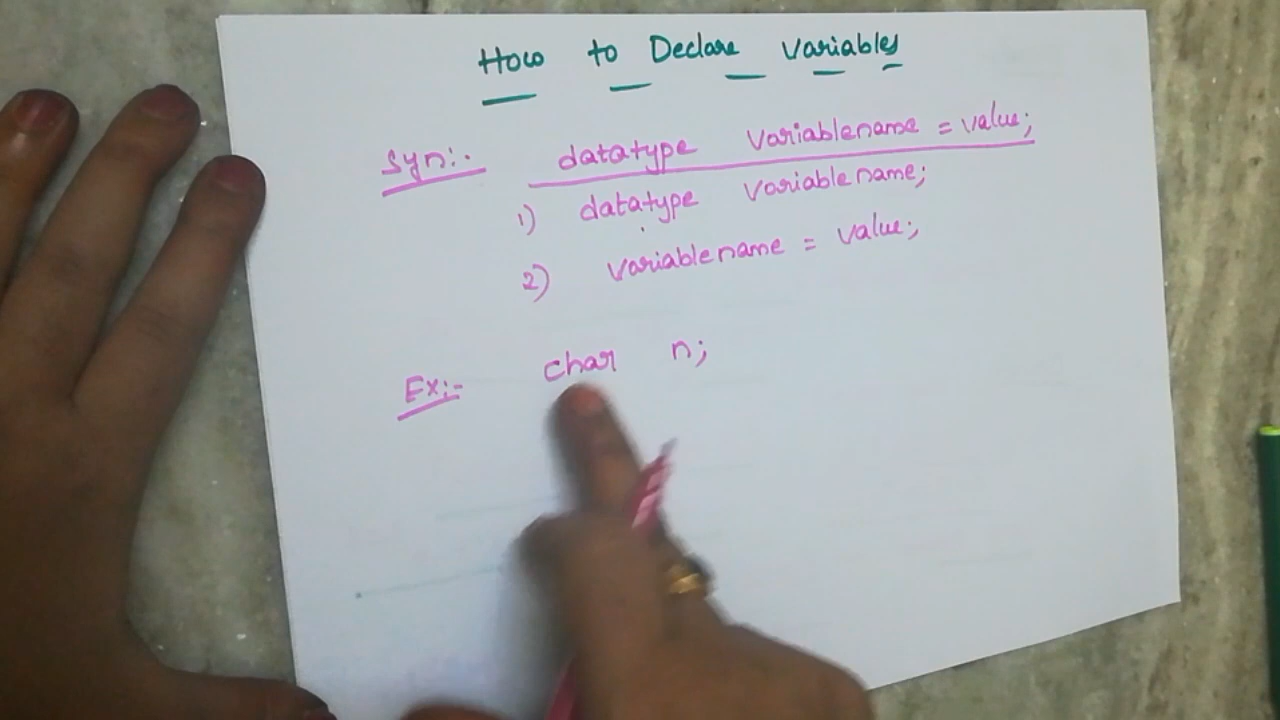 How to Declare Variables
Syn:- datatype variablename = value;
1) datatype variablename;
2) variablename = value;
Ex:- char n;